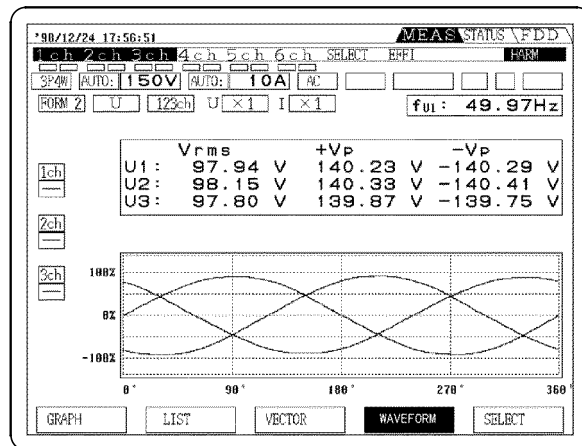 '98/12/24 17:56:51 MEAS STATUS FDD
1ch 2ch 3ch 4ch 5ch 6ch SELECT EFFI HARM
3P4W AUTO: 150V AUTO: 10A AC
FORM 2 U 123ch U ×1 I ×1 fU1: 49.97Hz
Vrms +Vp -Vp
U1: 97.94 V 140.23 V -140.29 V
U2: 98.15 V 140.33 V -140.41 V
U3: 97.80 V 139.87 V -139.75 V
1ch
2ch
3ch
100%
0%
-100%
0° 90° 180° 270° 360
GRAPH LIST VECTOR WAVEFORM SELECT